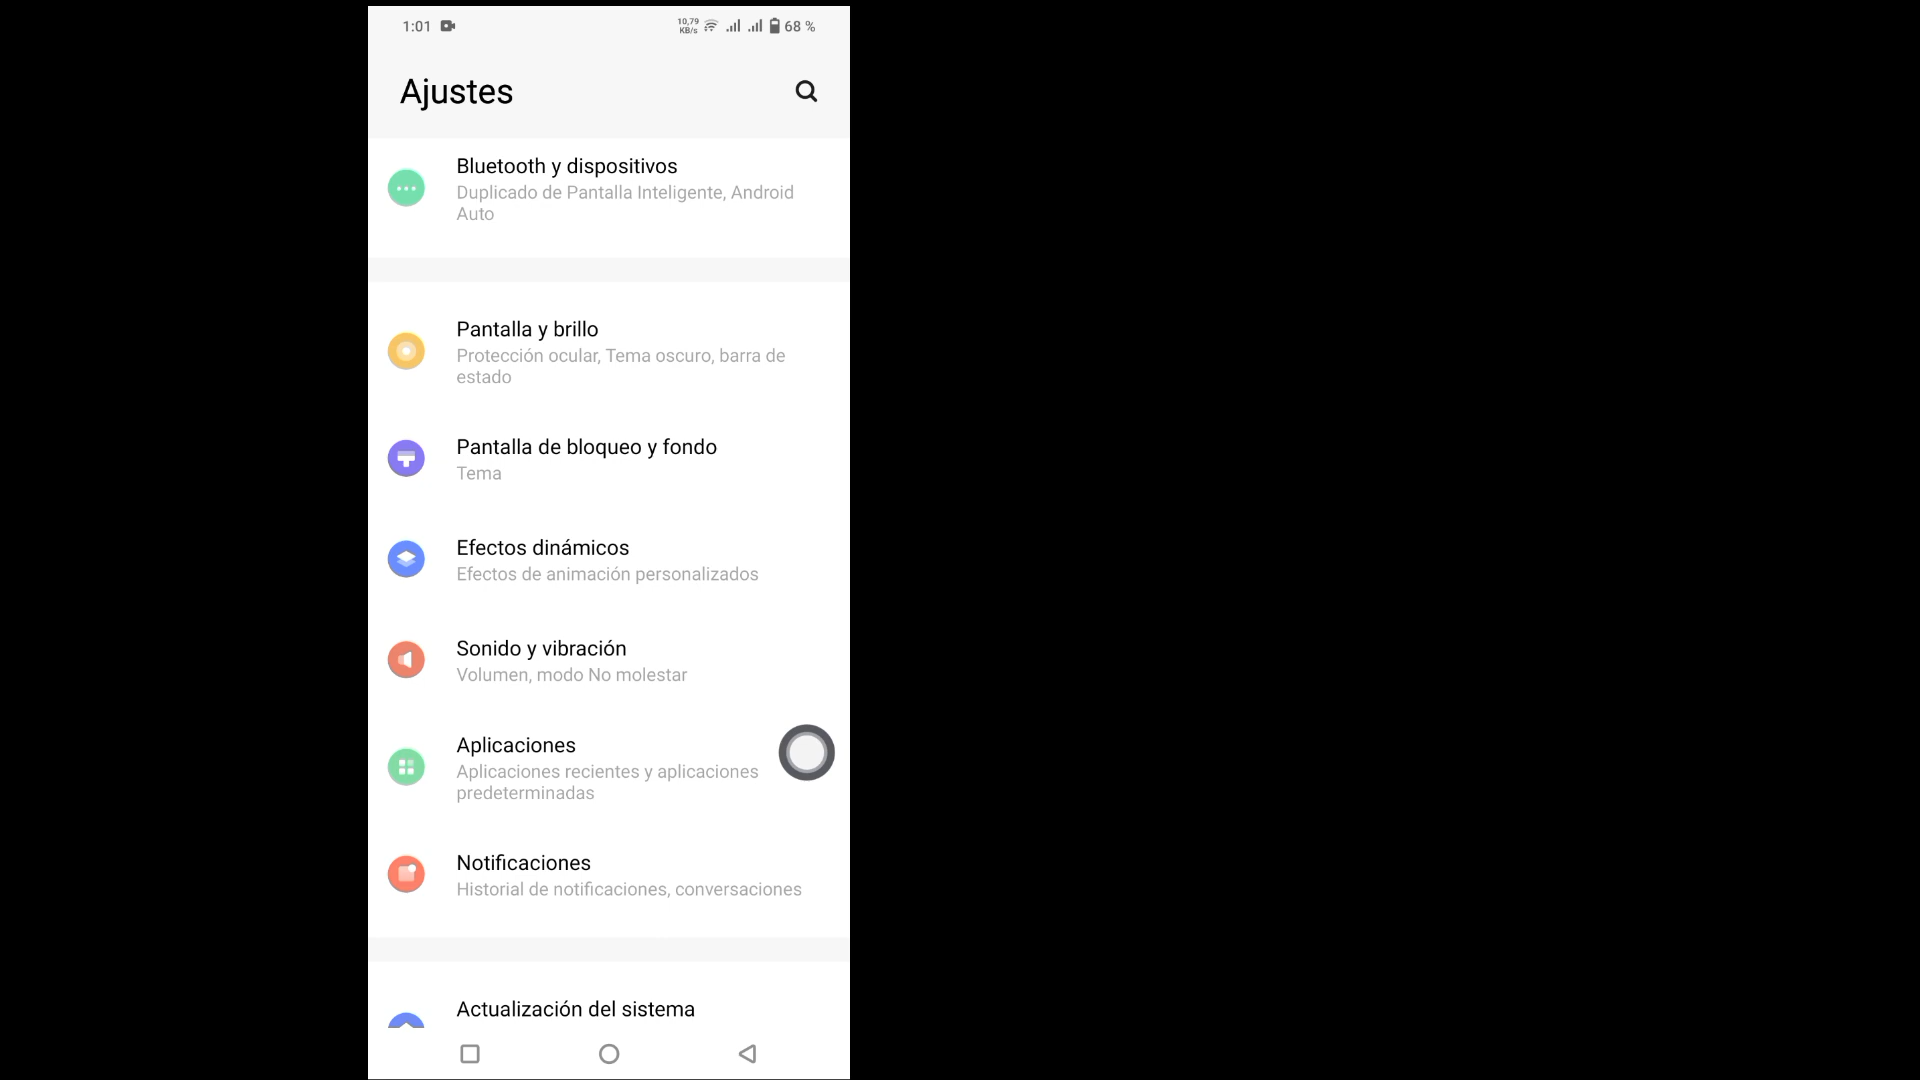 1:01
10,79
KB/s
68 %
Ajustes
Bluetooth y dispositivos
Duplicado de Pantalla Inteligente, Android
Auto
Pantalla y brillo
Protección ocular, Tema oscuro, barra de
estado
Pantalla de bloqueo y fondo
Tema
Efectos dinámicos
Efectos de animación personalizados
Sonido y vibración
Volumen, modo No molestar
Aplicaciones
Aplicaciones recientes y aplicaciones
predeterminadas
Notificaciones
Historial de notificaciones, conversaciones
Actualización del sistema